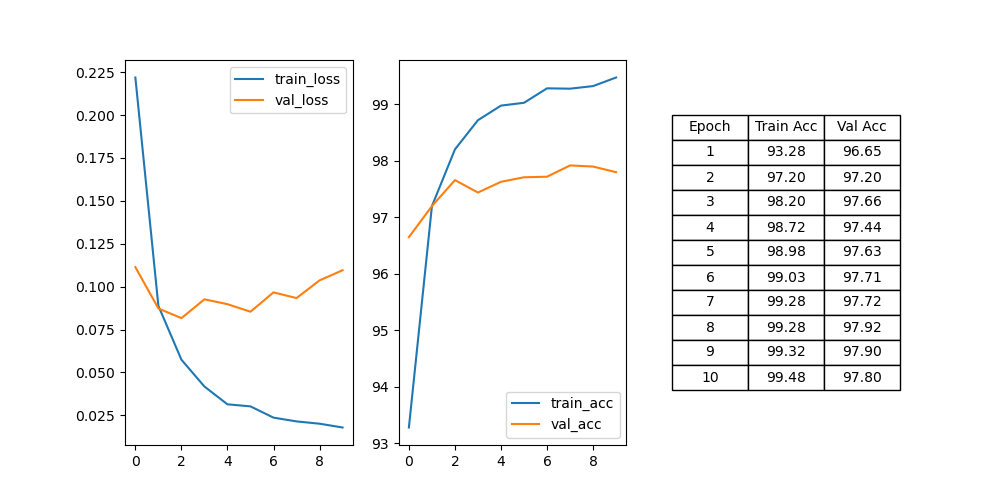 0.225
0.200
0.175
0.150
0.125
0.100
0.075
0.050
0.025
0 2 4 6 8
train_loss
val_loss
99
98
97
96
95
94
93
0 2 4 6 8
train_acc
val_acc
Epoch Train Acc Val Acc
1 93.28 96.65
2 97.20 97.20
3 98.20 97.66
4 98.72 97.44
5 98.98 97.63
6 99.03 97.71
7 99.28 97.72
8 99.28 97.92
9 99.32 97.90
10 99.48 97.80